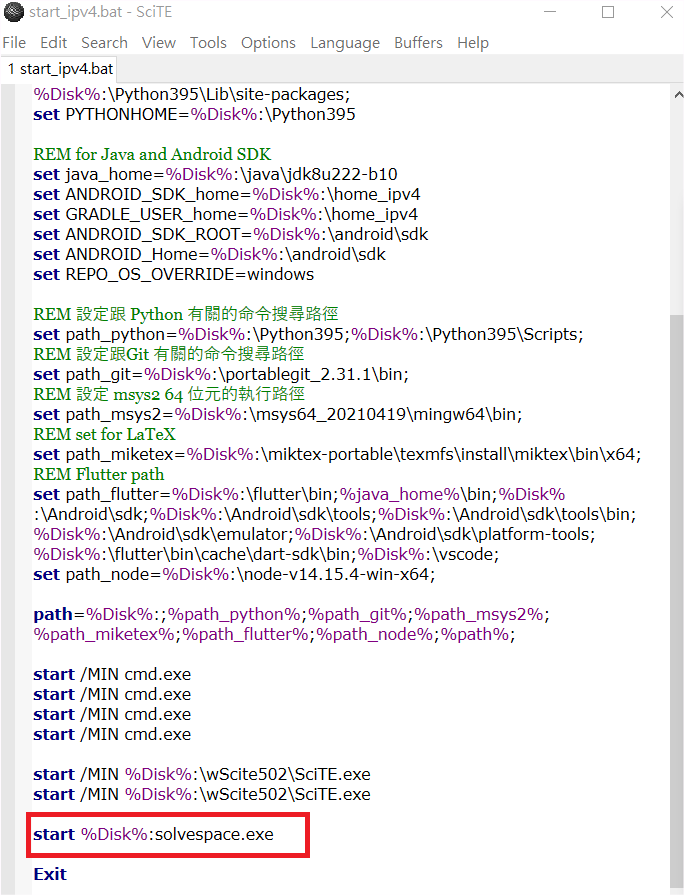 start_ipv4.bat - SciTE
File Edit Search View Tools Options Language Buffers Help
1 start_ipv4.bat
%Disk%:\Python395\Lib\site-packages;
set PYTHONHOME=%Disk%:\Python395
REM for Java and Android SDK
set java_home=%Disk%:\java\jdk8u222-b10
set ANDROID_SDK_home=%Disk%:\home_ipv4
set GRADLE_USER_home=%Disk%:\home_ipv4
set ANDROID_SDK_ROOT=%Disk%:\android\sdk
set ANDROID_Home=%Disk%:\android\sdk
set REPO_OS_OVERRIDE=windows
REM 設定跟 Python 有關的命令搜尋路徑
set path_python=%Disk%:\Python395;%Disk%:\Python395\Scripts;
REM 設定跟Git 有關的命令搜尋路徑
set path_git=%Disk%:\portablegit_2.31.1\bin;
REM 設定 msys2 64 位元的執行路徑
set path_msys2=%Disk%:\msys64_20210419\mingw64\bin;
REM set for LaTeX
set path_miketex=%Disk%:\miktex-portable\texmfs\install\miktex\bin\x64;
REM Flutter path
set path_flutter=%Disk%:\flutter\bin;%java_home%\bin;%Disk%
:\Android\sdk;%Disk%:\Android\sdk\tools;%Disk%:\Android\sdk\tools\bin;
%Disk%:\Android\sdk\emulator;%Disk%:\Android\sdk\platform-tools;
%Disk%:\flutter\bin\cache\dart-sdk\bin;%Disk%:\vscode;
set path_node=%Disk%:\node-v14.15.4-win-x64;
path=%Disk%:;%path_python%;%path_git%;%path_msys2%;
%path_miketex%;%path_flutter%;%path_node%;%path%;
start /MIN cmd.exe
start /MIN cmd.exe
start /MIN cmd.exe
start /MIN cmd.exe
start /MIN %Disk%:\wScite502\SciTE.exe
start /MIN %Disk%:\wScite502\SciTE.exe
start %Disk%:solvespace.exe
Exit